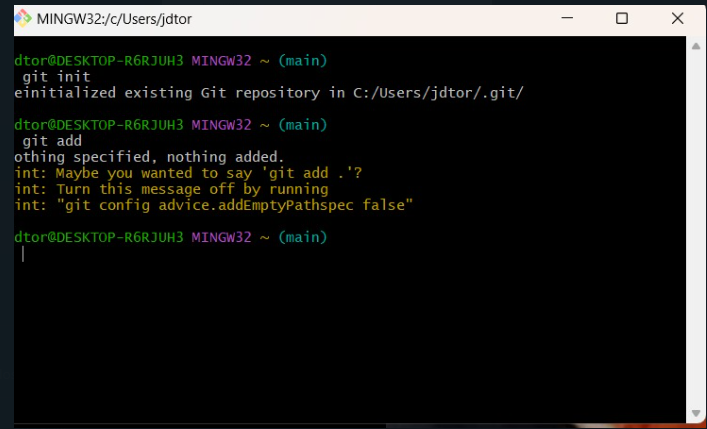 MINGW32:/c/Users/jdtor
dtor@DESKTOP-R6RJUH3 MINGW32 ~ (main)
git init
einitialized existing Git repository in C:/Users/jdtor/.git/
dtor@DESKTOP-R6RJUH3 MINGW32 ~ (main)
git add
othing specified, nothing added.
int: Maybe you wanted to say 'git add .'?
int: Turn this message off by running
int: "git config advice.addEmptyPathspec false"
dtor@DESKTOP-R6RJUH3 MINGW32 ~ (main)